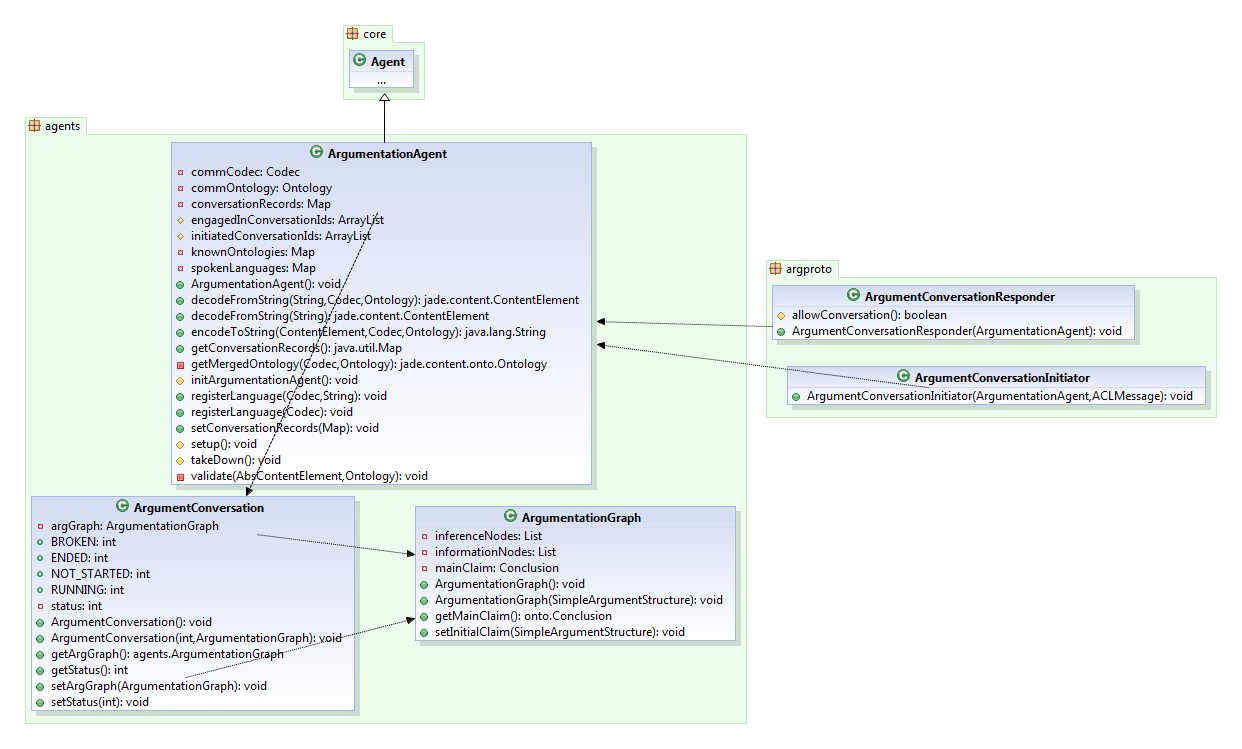 core
Agent
...
agents
ArgumentationAgent
commCodec: Codec
commOntology: Ontology
conversationRecords: Map
engagedInConversationIds: ArrayList
initiatedConversationIds: ArrayList
knownOntologies: Map
spokenLanguages: Map
ArgumentationAgent(): void
decodeFromString(String,Codec,Ontology): jade.content.ContentElement
decodeFromString(String): jade.content.ContentElement
encodeToString(ContentElement,Codec,Ontology): java.lang.String
getConversationRecords(): java.util.Map
getMergedOntology(Codec,Ontology): jade.content.onto.Ontology
initArgumentationAgent(): void
registerLanguage(Codec,String): void
registerLanguage(Codec): void
setConversationRecords(Map): void
setup(): void
takeDown(): void
validate(AbsContentElement,Ontology): void
argproto
ArgumentConversationResponder
allowConversation(): boolean
ArgumentConversationResponder(ArgumentationAgent): void
ArgumentConversationInitiator
ArgumentConversationInitiator(ArgumentationAgent,ACLMessage): void
ArgumentConversation
argGraph: ArgumentationGraph
BROKEN: int
ENDED: int
NOT_STARTED: int
RUNNING: int
status: int
ArgumentConversation(): void
ArgumentConversation(int,ArgumentationGraph): void
getArgGraph(): agents.ArgumentationGraph
getStatus(): int
setArgGraph(ArgumentationGraph): void
setStatus(int): void
ArgumentationGraph
inferenceNodes: List
informationNodes: List
mainClaim: Conclusion
ArgumentationGraph(): void
ArgumentationGraph(SimpleArgumentStructure): void
getMainClaim(): onto.Conclusion
setInitialClaim(SimpleArgumentStructure): void